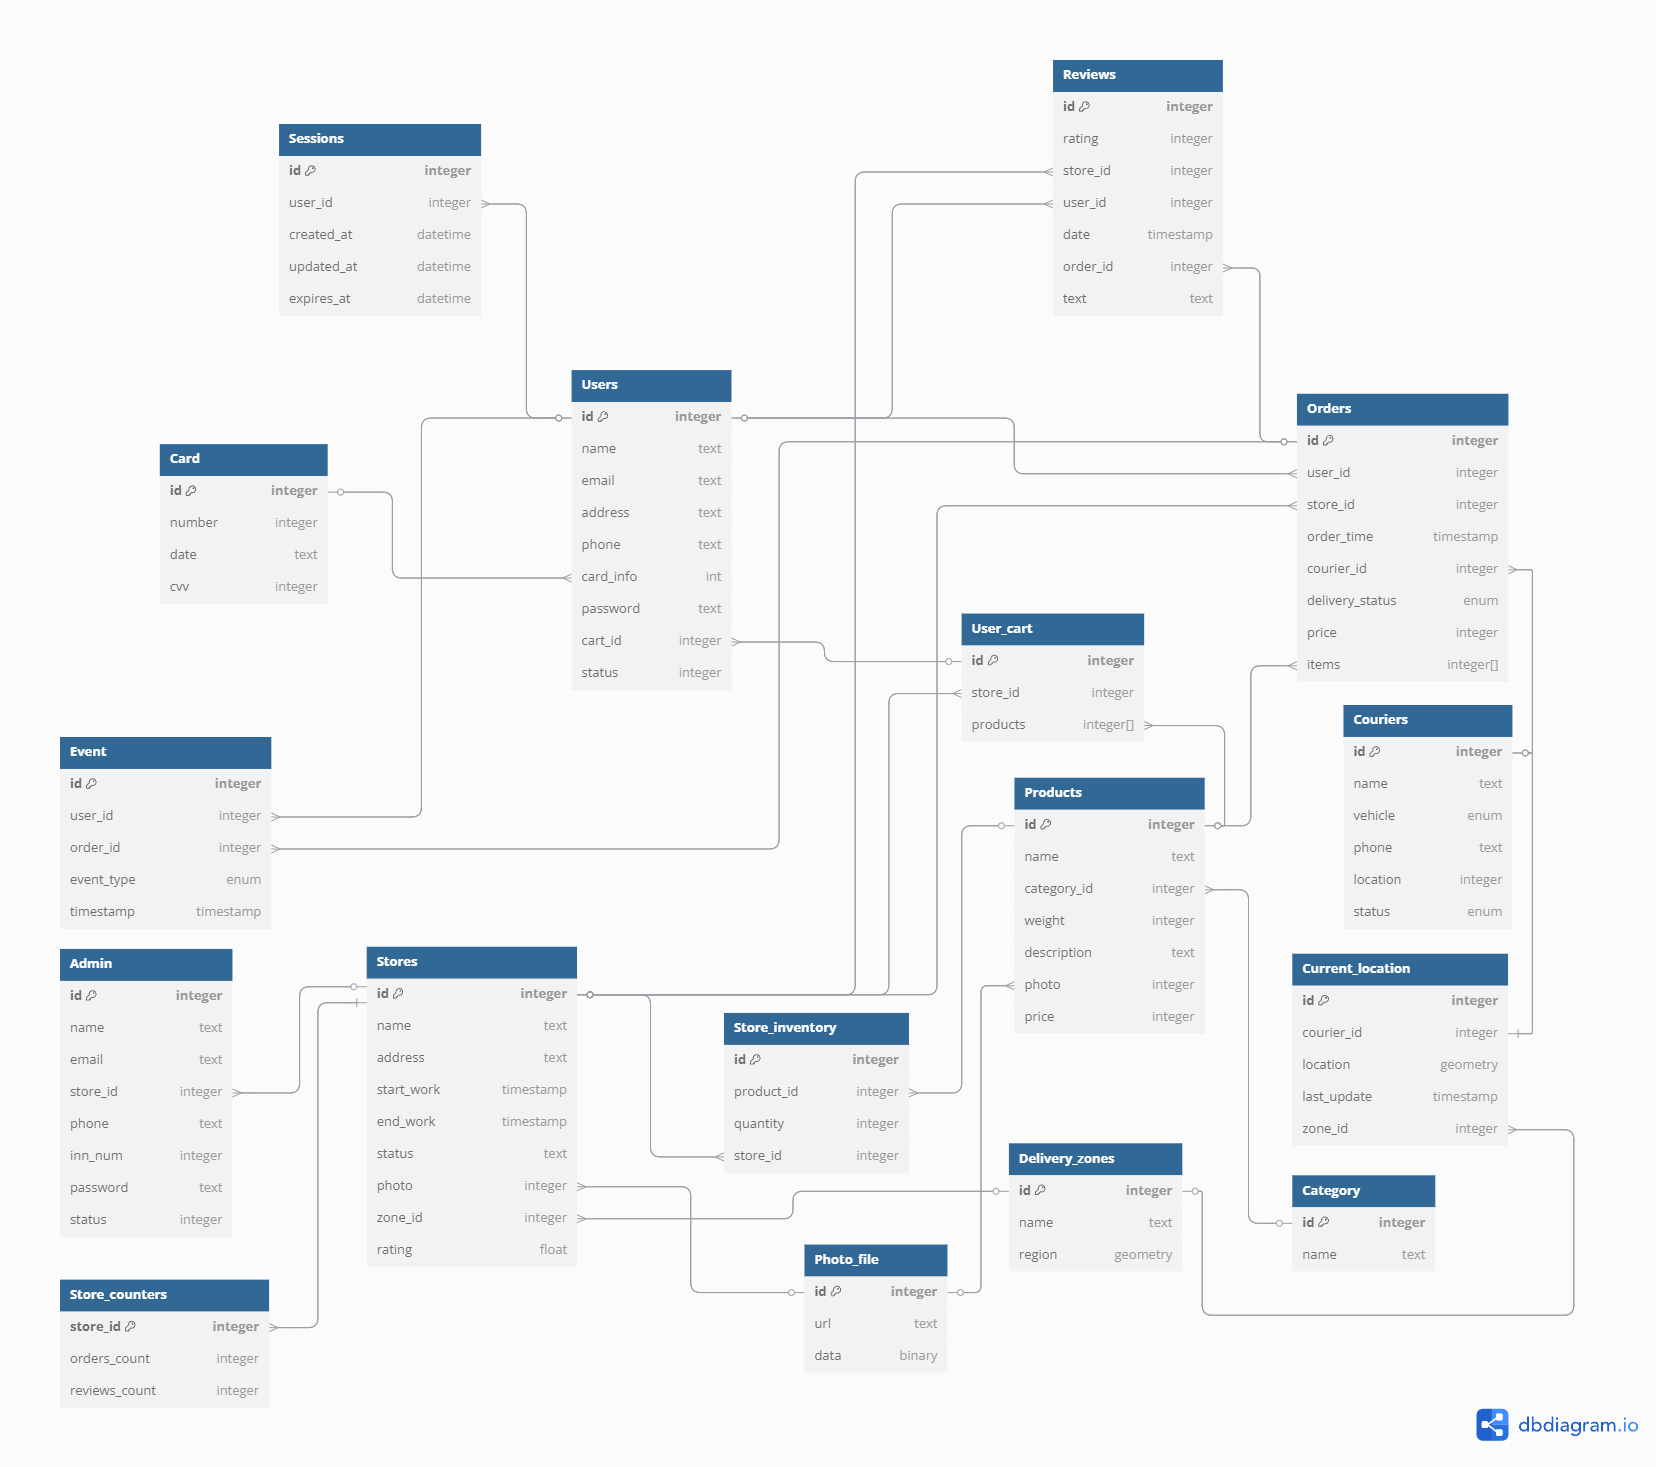 Reviews
id integer
rating integer
store_id integer
user_id integer
date timestamp
order_id integer
text text
Sessions
id integer
user_id integer
created_at datetime
updated_at datetime
expires_at datetime
Users
id integer
name text
email text
address text
phone text
card_info int
password text
cart_id integer
status integer
Orders
id integer
user_id integer
store_id integer
order_time timestamp
courier_id integer
delivery_status enum
price integer
items integer[]
Card
id integer
number integer
date text
cvv integer
User_cart
id integer
store_id integer
products integer[]
Couriers
id integer
name text
vehicle enum
phone text
location integer
status enum
Event
id integer
user_id integer
order_id integer
event_type enum
timestamp timestamp
Products
id integer
name text
category_id integer
weight integer
description text
photo integer
price integer
Admin
id integer
name text
email text
store_id integer
phone text
inn_num integer
password text
status integer
Stores
id integer
name text
address text
start_work timestamp
end_work timestamp
status text
photo integer
zone_id integer
rating float
Store_inventory
id integer
product_id integer
quantity integer
store_id integer
Current_location
id integer
courier_id integer
location geometry
last_update timestamp
zone_id integer
Delivery_zones
id integer
name text
region geometry
Category
id integer
name text
Photo_file
id integer
url text
data binary
Store_counters
store_id integer
orders_count integer
reviews_count integer
dbdiagram.io